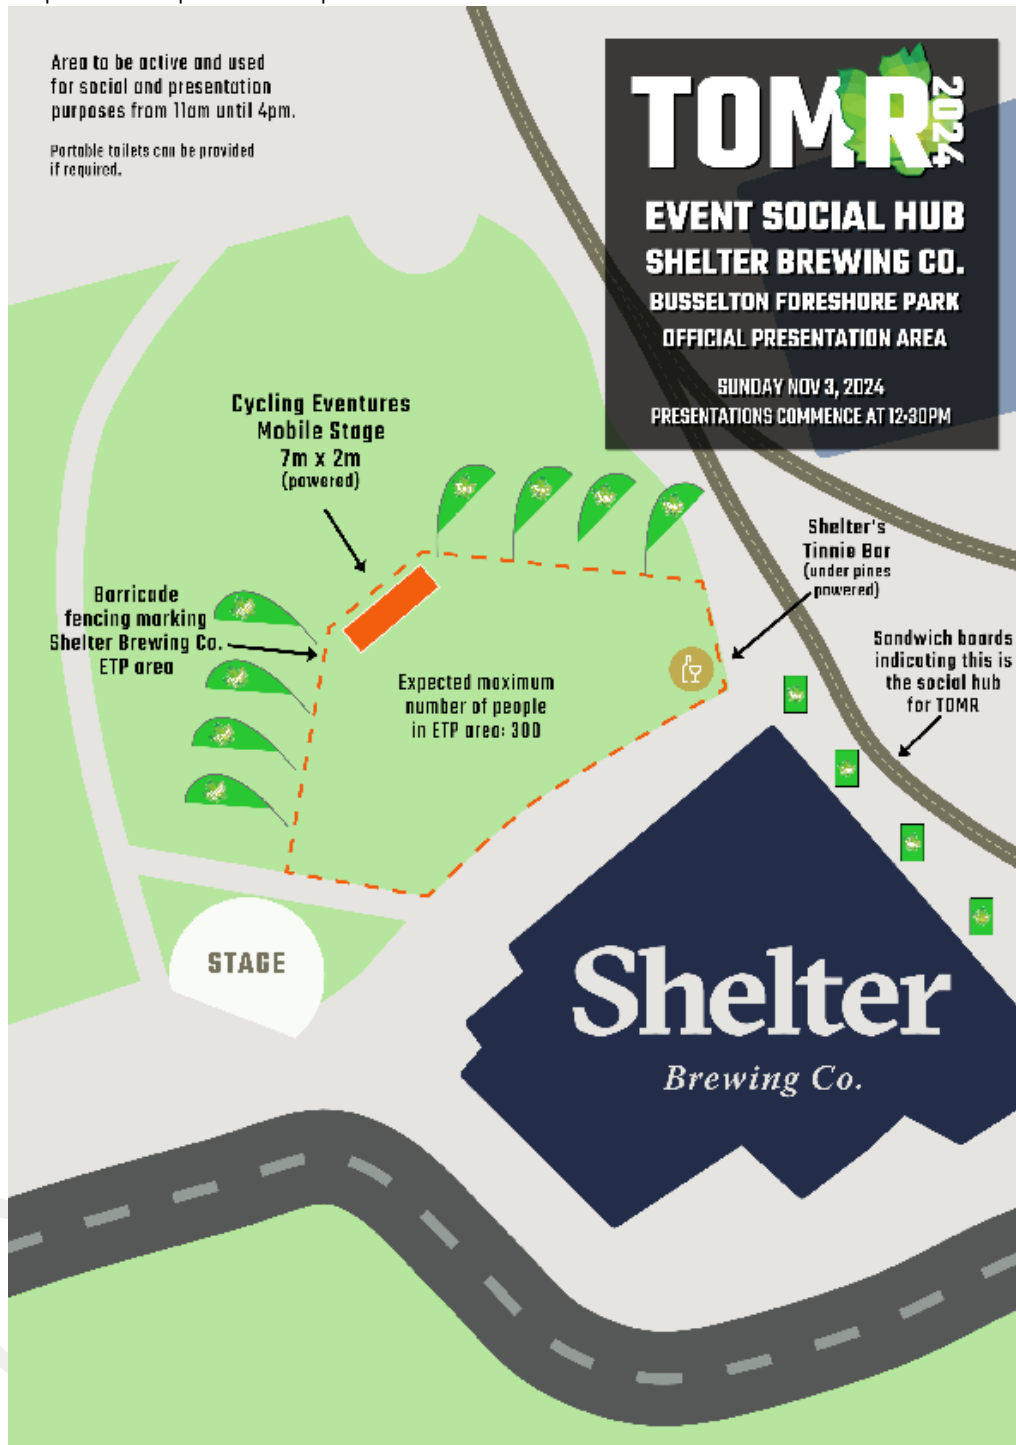 Area to be active and used
for social and presentation
purposes from 11am until 4pm.
Portable toilets can be provided
if required.
TOMR
2024
EVENT SOCIAL HUB
SHELTER BREWING CO.
BUSSELTON FORESHORE PARK
OFFICIAL PRESENTATION AREA
SUNDAY NOV 3, 2024
PRESENTATIONS COMMENCE AT 12:30PM
Cycling Eventures
Mobile Stage
7m x 2m
(powered)
Shelter's
Tinnie Bar
(under pines
powered)
Barricade
fencing marking
Shelter Brewing Co.
ETP area
Sandwich boards
indicating this is
the social hub
for TOMR
Expected maximum
number of people
in ETP area: 300
STAGE
Shelter
Brewing Co.